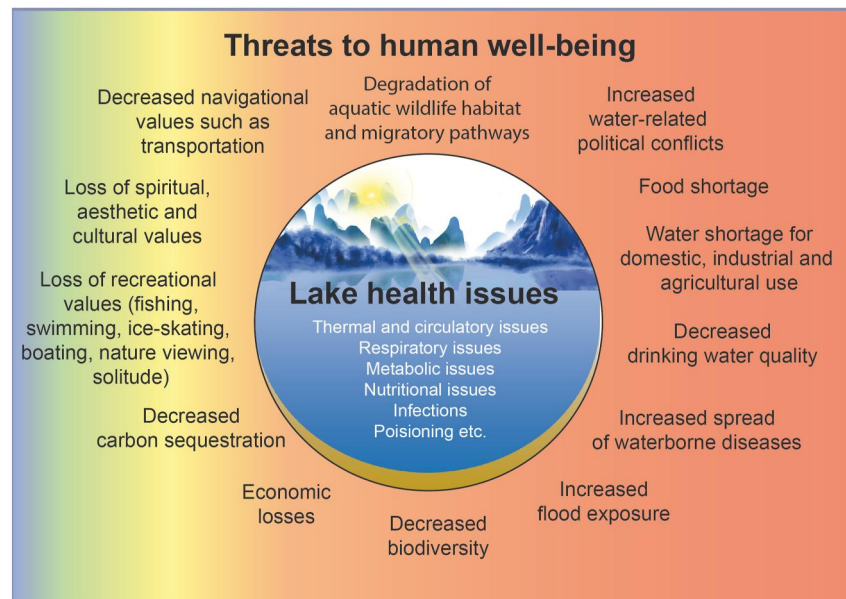 Threats to human well-being
Decreased navigational
values such as
transportation
Degradation of
aquatic wildlife habitat
and migratory pathways
Increased
water-related
political conflicts
Loss of spiritual,
aesthetic and
cultural values
Food shortage
Water shortage for
domestic, industrial and
agricultural use
Loss of recreational
values (fishing,
swimming, ice-skating,
boating, nature viewing,
solitude)
Lake health issues
Thermal and circulatory issues
Respiratory issues
Metabolic issues
Nutritional issues
Infections
Poisioning etc.
Decreased
drinking water quality
Decreased
carbon sequestration
Increased spread
of waterborne diseases
Economic
losses
Decreased
biodiversity
Increased
flood exposure